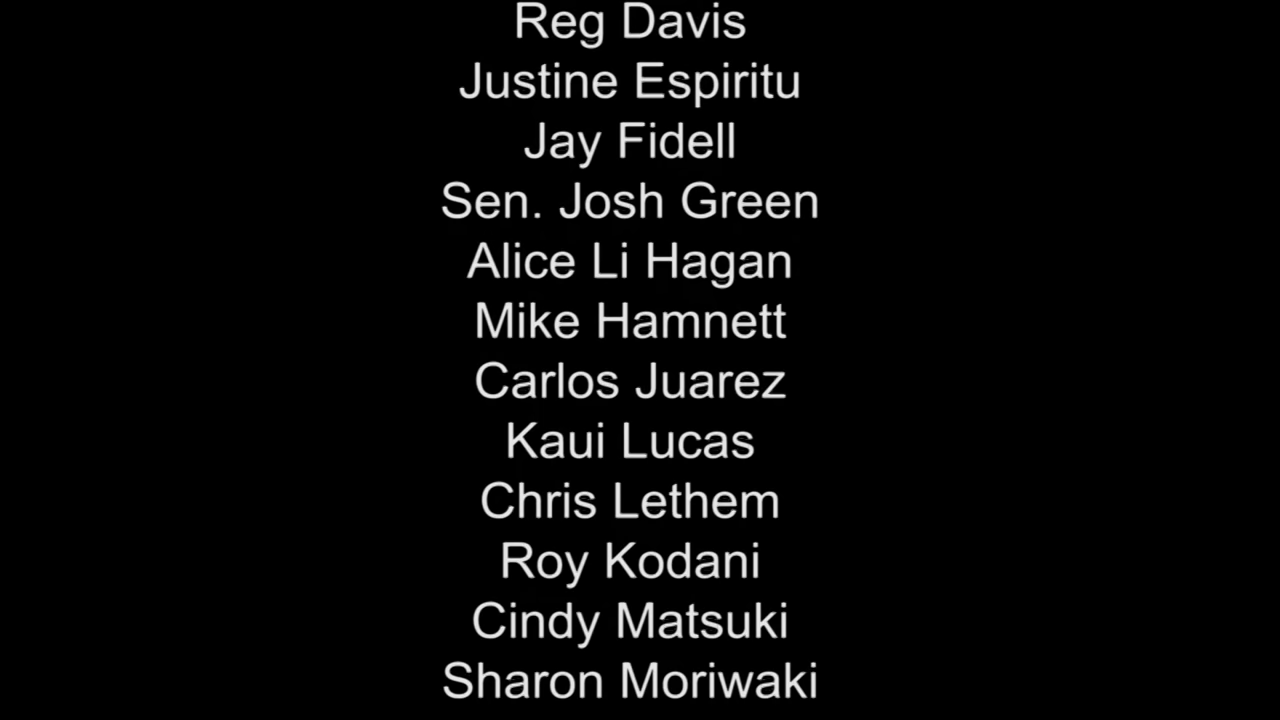 Reg Davis
Justine Espiritu
Jay Fidell
Sen. Josh Green
Alice Li Hagan
Mike Hamnett
Carlos Juarez
Kaui Lucas
Chris Lethem
Roy Kodani
Cindy Matsuki
Sharon Moriwaki